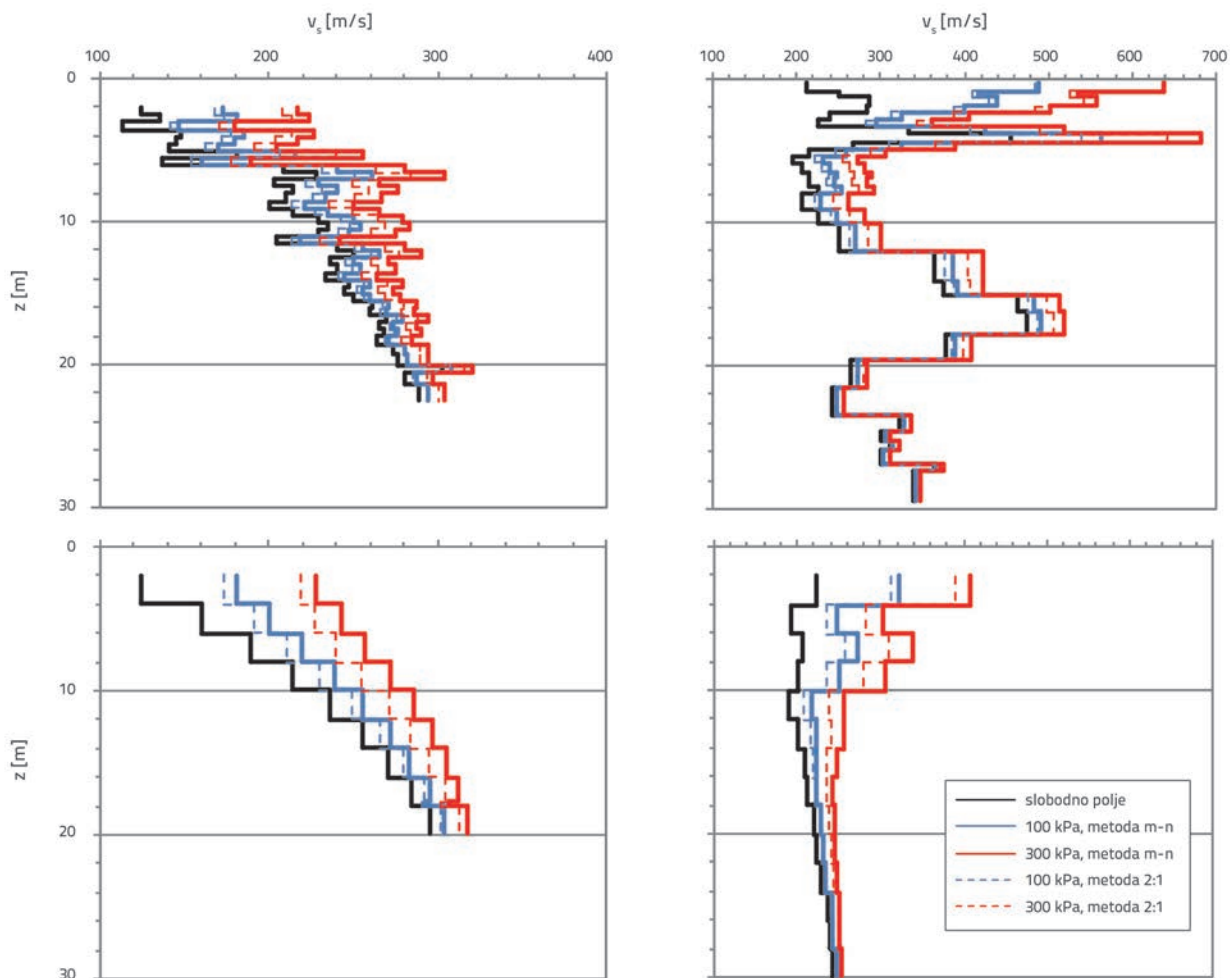 v_s [m/s]
100 200 300 400
0
10
20
30
z [m]
v_s [m/s]
100 200 300 400 500 600 700
0
10
20
30
z [m]
slobodno polje
100 kPa, metoda m-n
300 kPa, metoda m-n
100 kPa, metoda 2:1
300 kPa, metoda 2:1